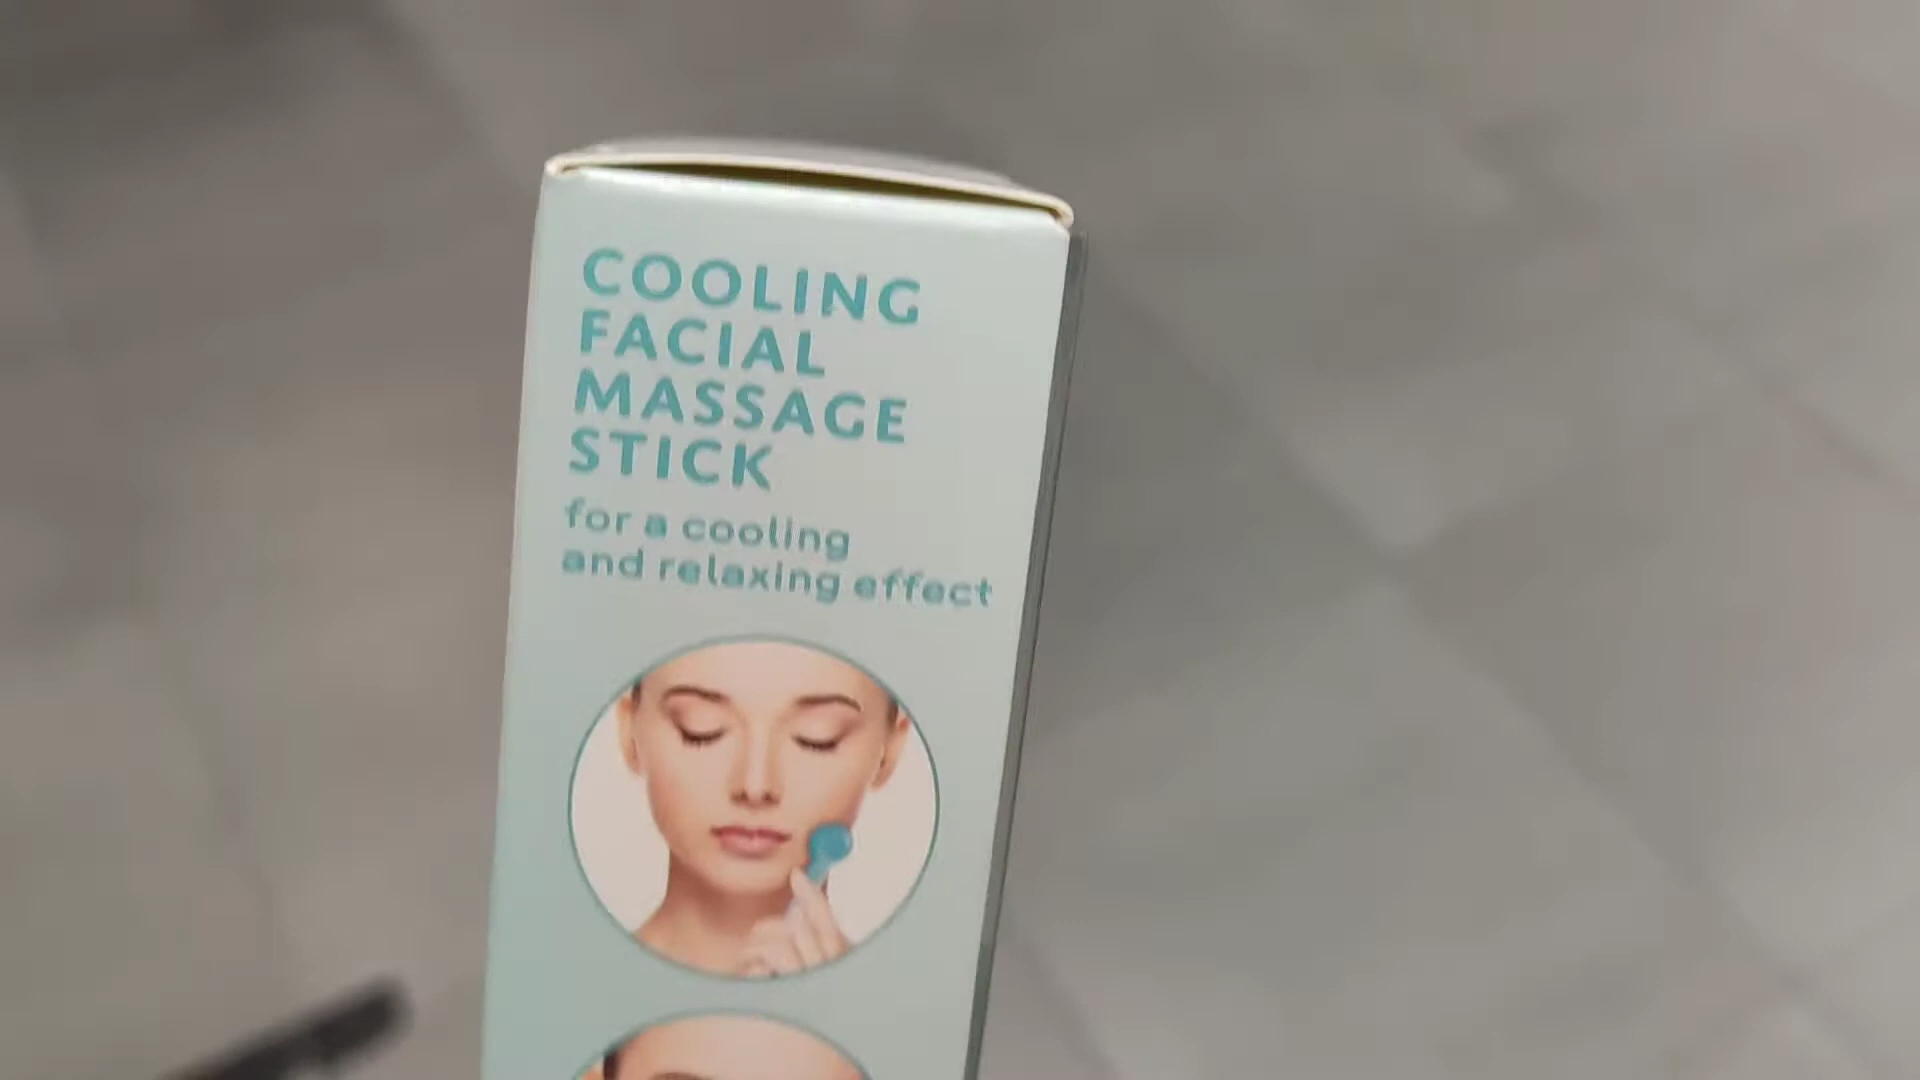 COOLING
FACIAL
MASSAGE
STICK
for a cooling
and relaxing effect